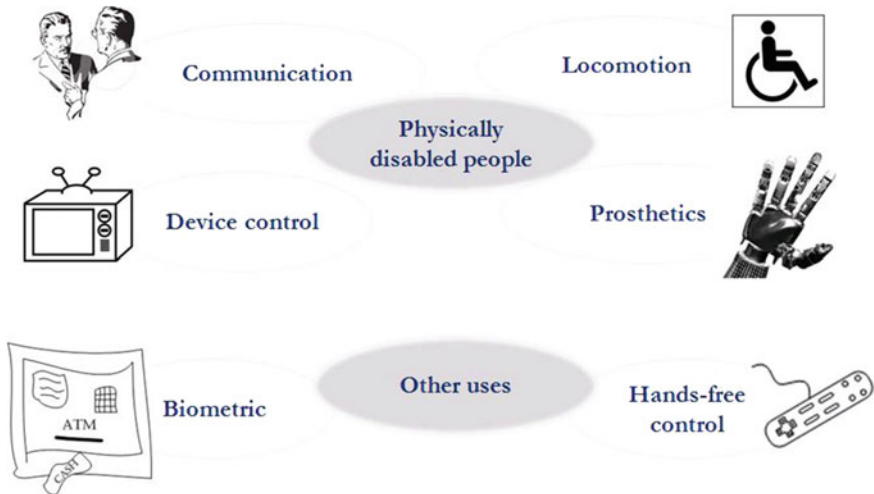 Communication
Locomotion
Physically
disabled people
Device control
Prosthetics
Biometric
ATM
CASH
Other uses
Hands-free
control